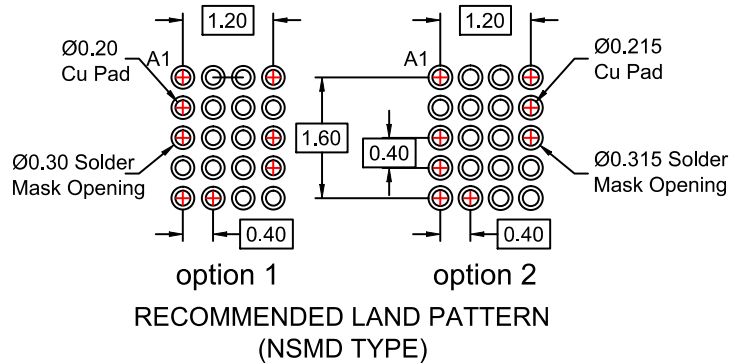 1.20
Ø0.20
Cu Pad
A1
Ø0.30 Solder
Mask Opening
0.40
option 1
1.60
1.20
A1
Ø0.215
Cu Pad
0.40
Ø0.315 Solder
Mask Opening
0.40
option 2
RECOMMENDED LAND PATTERN
(NSMD TYPE)